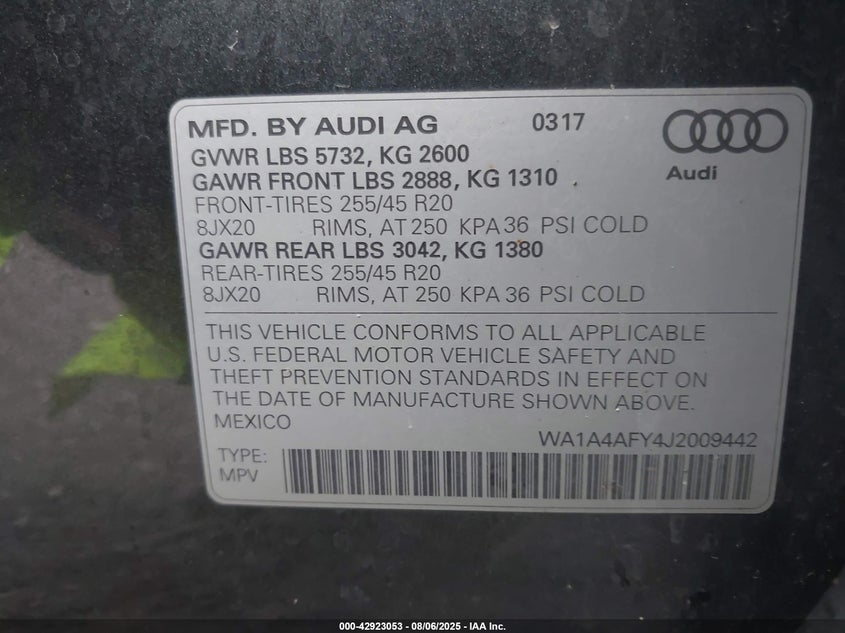 MFD. BY AUDI AG 0317
Audi
GVWR LBS 5732, KG 2600
GAWR FRONT LBS 2888, KG 1310
FRONT-TIRES 255/45 R20
8JX20 RIMS, AT 250 KPA 36 PSI COLD
GAWR REAR LBS 3042, KG 1380
REAR-TIRES 255/45 R20
8JX20 RIMS, AT 250 KPA 36 PSI COLD
THIS VEHICLE CONFORMS TO ALL APPLICABLE
U.S. FEDERAL MOTOR VEHICLE SAFETY AND
THEFT PREVENTION STANDARDS IN EFFECT ON
THE DATE OF MANUFACTURE SHOWN ABOVE.
MEXICO
WA1A4AFY4J2009442
TYPE:
MPV
000-42923053 - 08/06/2025 - IAA Inc.